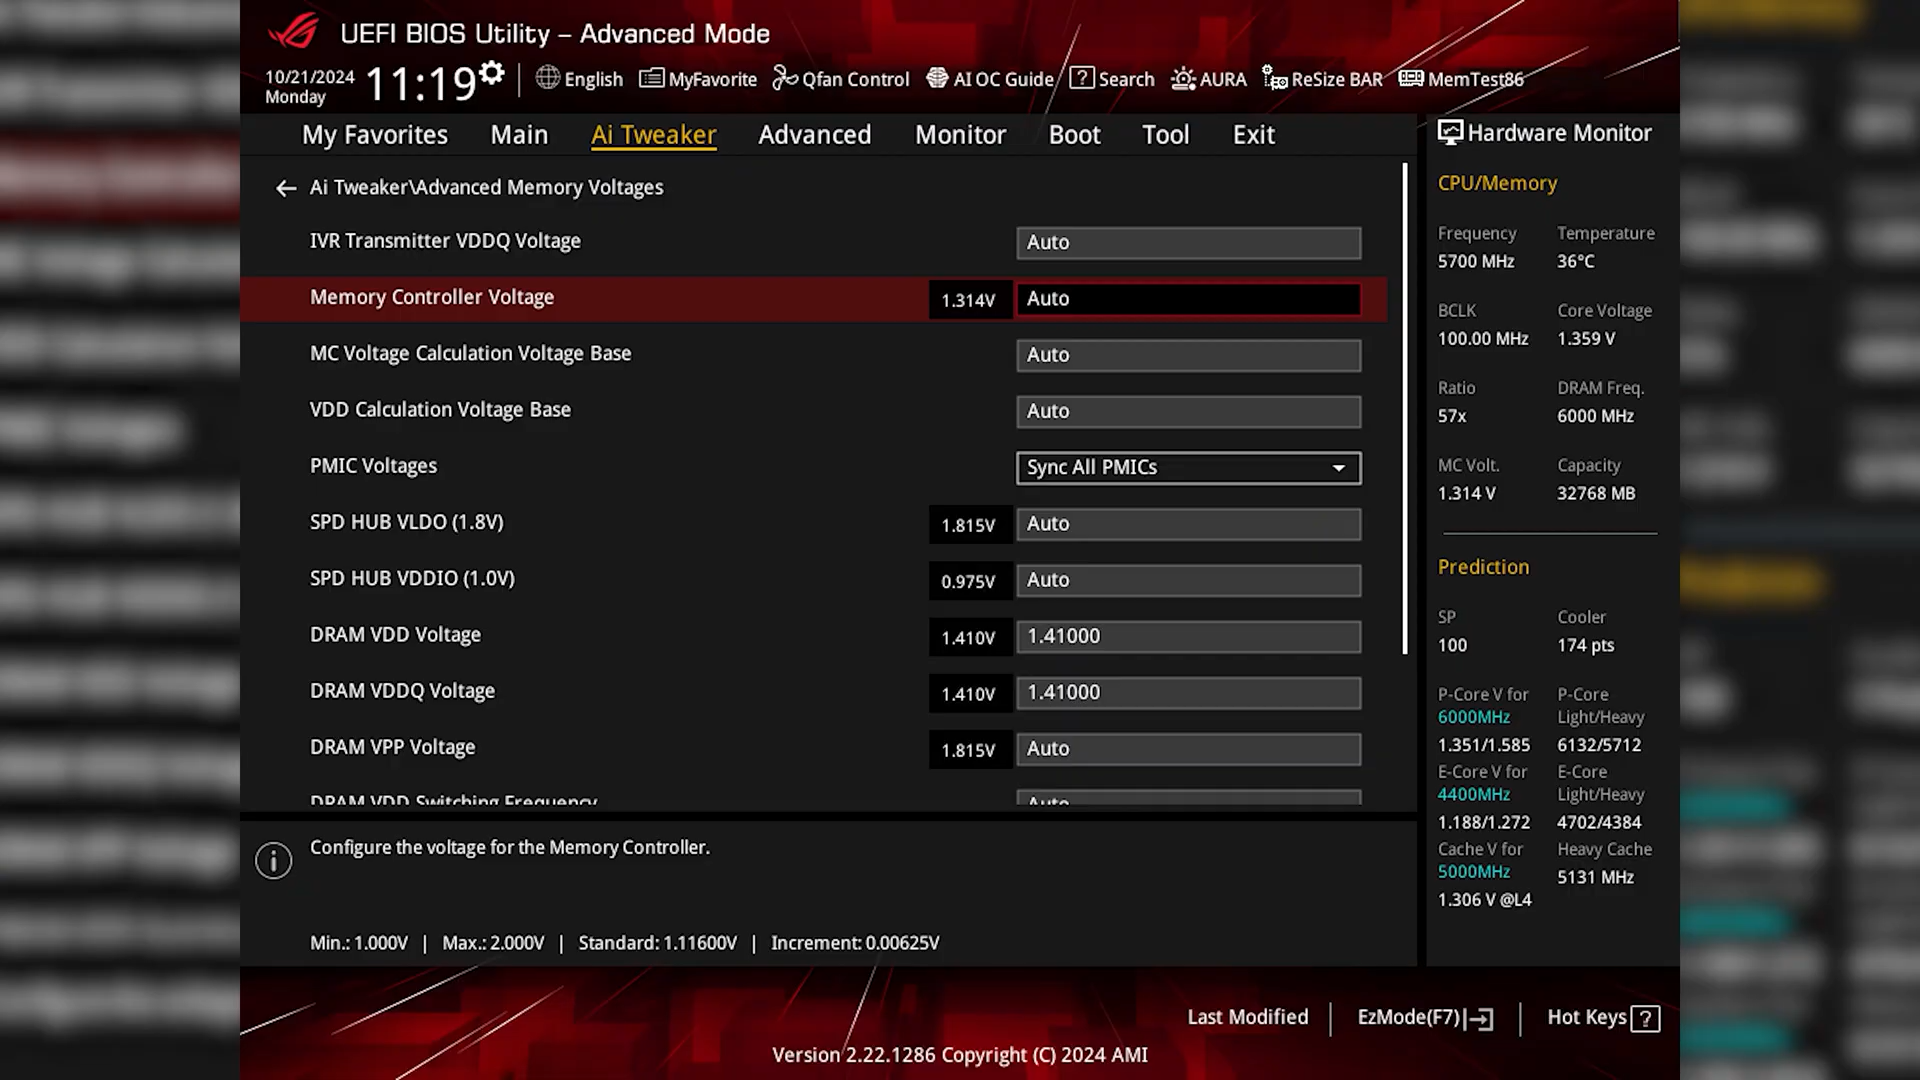 UEFI BIOS Utility – Advanced Mode
10/21/2024
Monday
11:19
English
MyFavorite
Qfan Control
AI OC Guide
? Search
AURA
ReSize BAR
MemTest86
My Favorites
Main
Ai Tweaker
Advanced
Monitor
Boot
Tool
Exit
Ai Tweaker\Advanced Memory Voltages
IVR Transmitter VDDQ Voltage Auto
Memory Controller Voltage 1.314V Auto
MC Voltage Calculation Voltage Base Auto
VDD Calculation Voltage Base Auto
PMIC Voltages Sync All PMICs
SPD HUB VLDO (1.8V) 1.815V Auto
SPD HUB VDDIO (1.0V) 0.975V Auto
DRAM VDD Voltage 1.410V 1.41000
DRAM VDDQ Voltage 1.410V 1.41000
DRAM VPP Voltage 1.815V Auto
DRAM VDD Switching Frequency Auto
Configure the voltage for the Memory Controller.
Min.: 1.000V | Max.: 2.000V | Standard: 1.11600V | Increment: 0.00625V
Hardware Monitor
CPU/Memory
Frequency Temperature
5700 MHz 36°C
BCLK Core Voltage
100.00 MHz 1.359 V
Ratio DRAM Freq.
57x 6000 MHz
MC Volt. Capacity
1.314 V 32768 MB
Prediction
SP Cooler
100 174 pts
P-Core V for P-Core
6000MHz Light/Heavy
1.351/1.585 6132/5712
E-Core V for E-Core
4400MHz Light/Heavy
1.188/1.272 4702/4384
Cache V for Heavy Cache
5000MHz 5131 MHz
1.306 V @L4
Last Modified
EzMode(F7)
Hot Keys ?
Version 2.22.1286 Copyright (C) 2024 AMI